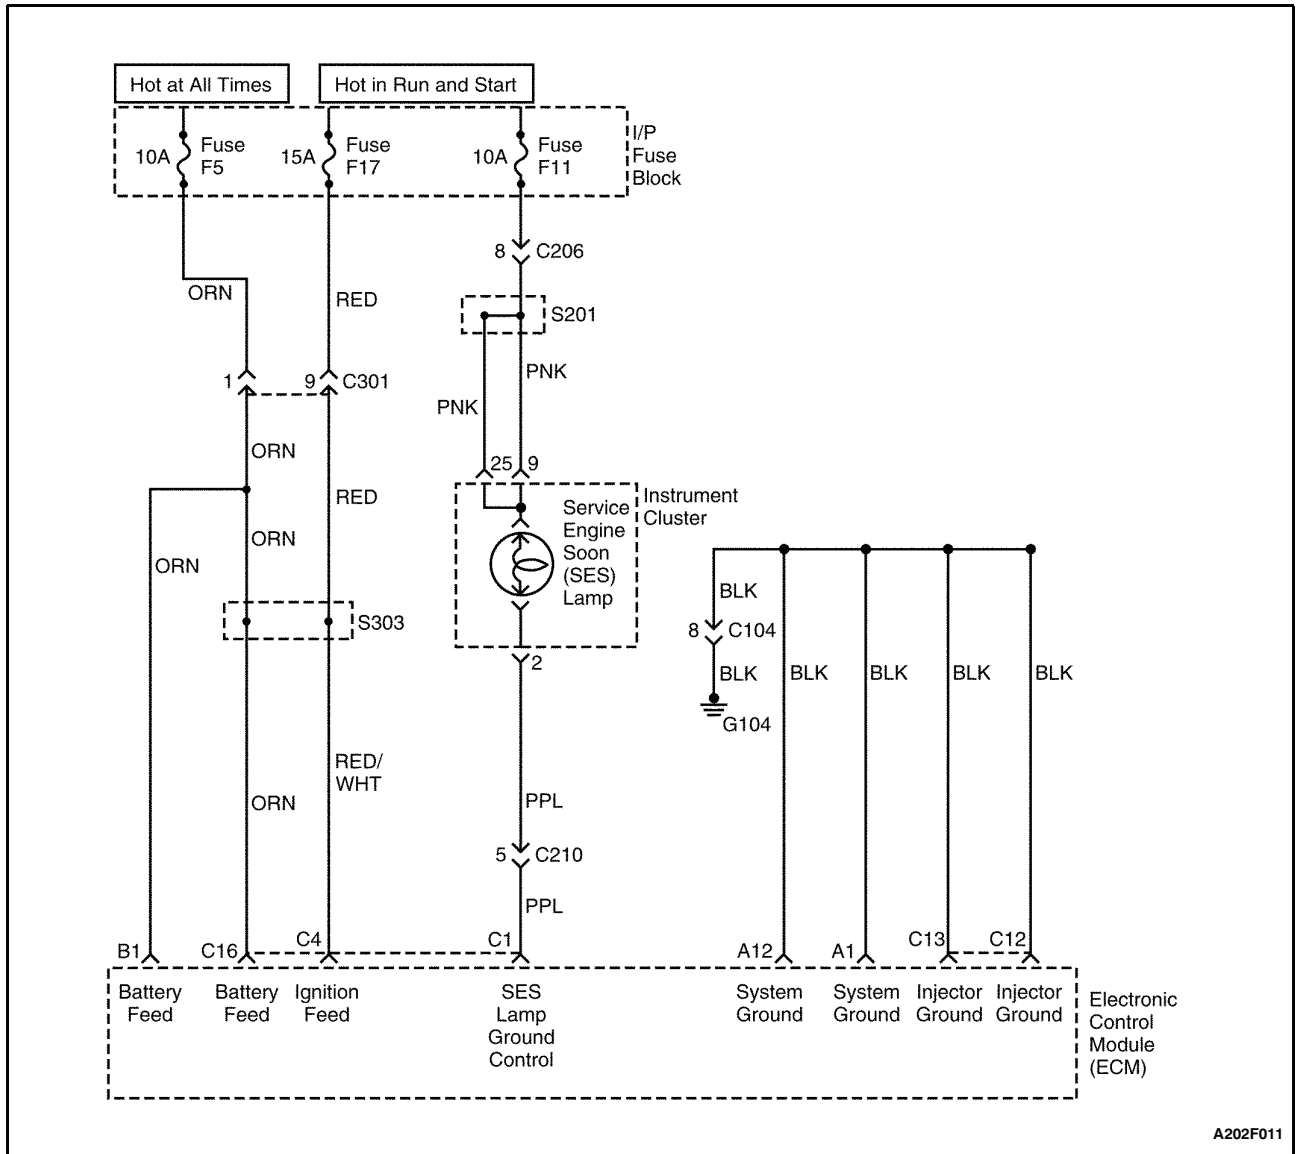 Hot at All Times
Hot in Run and Start
10A
Fuse
F5
15A
Fuse
F17
10A
Fuse
F11
I/P
Fuse
Block
8
C206
ORN
RED
S201
PNK
1
9
C301
PNK
ORN
25
9
RED
Service
Engine
Soon
(SES)
Lamp
Instrument
Cluster
ORN
ORN
BLK
S303
8
C104
2
BLK
BLK
BLK
BLK
BLK
G104
RED/
WHT
ORN
PPL
5
C210
PPL
B1
C16
C4
C1
A12
A1
C13
C12
Battery
Feed
Battery
Feed
Ignition
Feed
SES
Lamp
Ground
Control
System
Ground
System
Ground
Injector
Ground
Injector
Ground
Electronic
Control
Module
(ECM)
A202F011